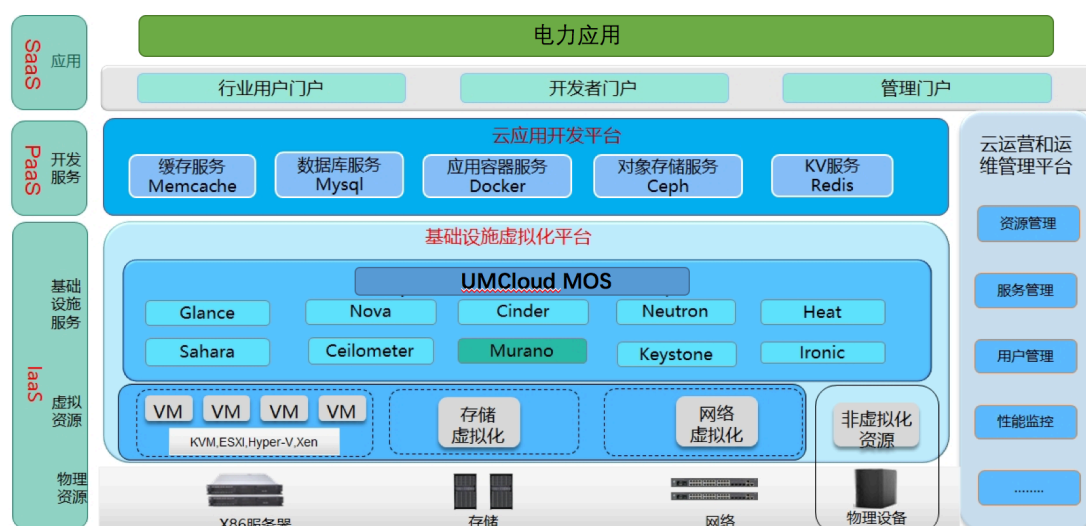 SaaS
应用
电力应用
行业用户门户
开发者门户
管理门户
PaaS
开发
服务
云应用开发平台
缓存服务
Memcache
数据库服务
Mysql
应用容器服务
Docker
对象存储服务
Ceph
KV服务
Redis
云运营和运
维管理平台
资源管理
服务管理
用户管理
性能监控
........
IaaS
基础
设施
服务
虚拟
资源
物理
资源
基础设施虚拟化平台
UMCloud MOS
Glance
Nova
Cinder
Neutron
Heat
Sahara
Ceilometer
Murano
Keystone
Ironic
VM
VM
VM
VM
KVM,ESXI,Hyper-V,Xen
存储
虚拟化
网络
虚拟化
非虚拟化
资源
X86服务器
存储
网络
物理设备